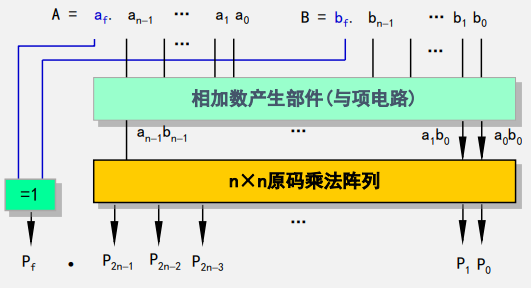 A = a_f. a_{n-1} ··· a_1 a_0 B = b_f. b_{n-1} ··· b_1 b_0
··· ···
相加数产生部件(与项电路)
a_{n-1}b_{n-1} ··· a_1b_0 a_0b_0
n×n原码乘法阵列
=1
···
P_f . P_{2n-1} P_{2n-2} P_{2n-3} P_1 P_0